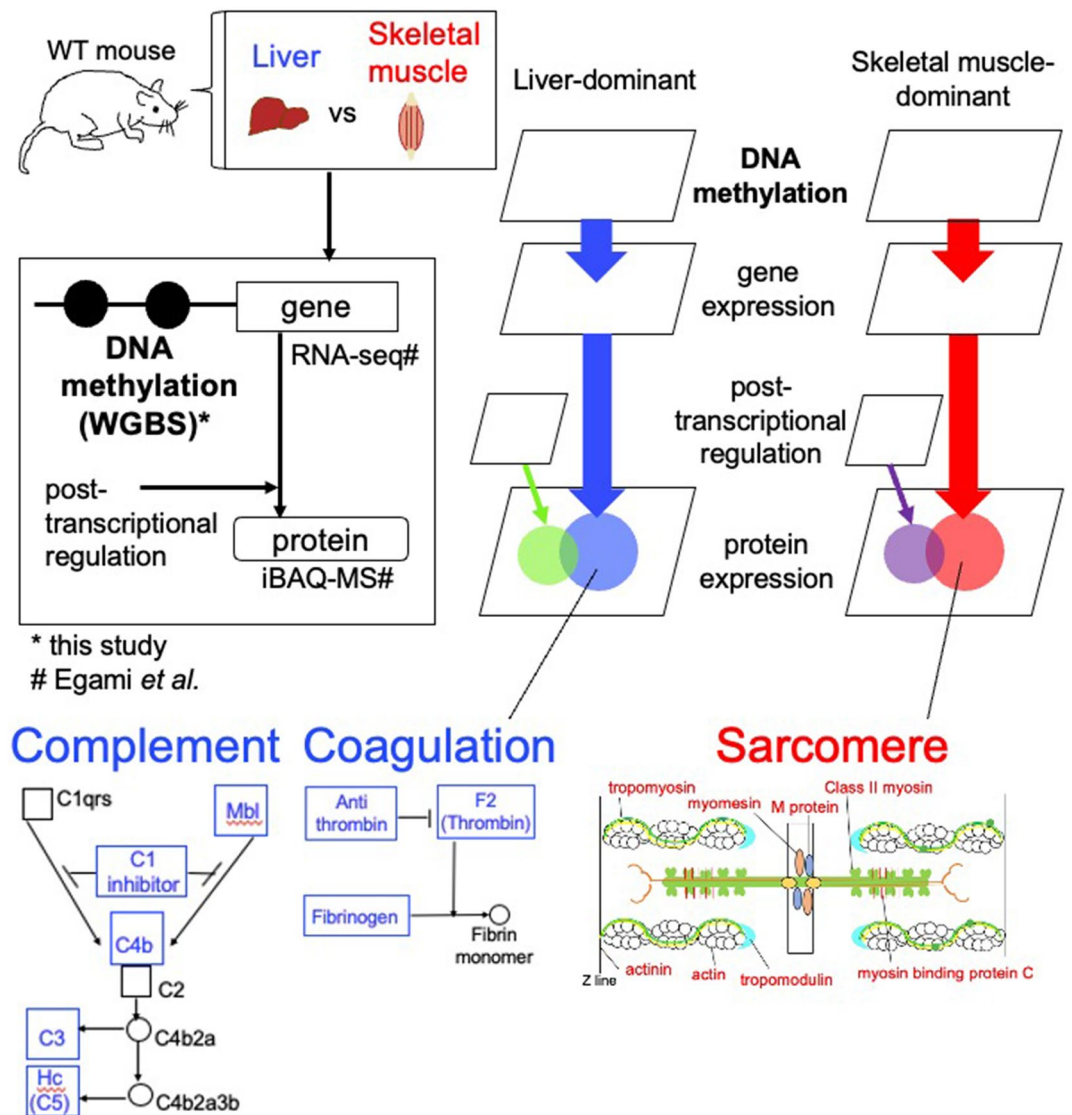 WT mouse
Liver
vs
Skeletal
muscle
Liver-dominant
Skeletal muscle-
dominant
DNA
methylation
gene
expression
post-
transcriptional
regulation
protein
expression
gene
RNA-seq#
DNA
methylation
(WGBS)*
post-
transcriptional
regulation
protein
iBAQ-MS#
* this study
# Egami et al.
Complement
C1qrs
Mbl
C1
inhibitor
C4b
C2
C3
C4b2a
Hc
(C5)
C4b2a3b
Coagulation
Anti
thrombin
F2
(Thrombin)
Fibrinogen
Fibrin
monomer
Sarcomere
tropomyosin
myomesin
M protein
Class II myosin
Z line
actinin
actin
tropomodulin
myosin binding protein C